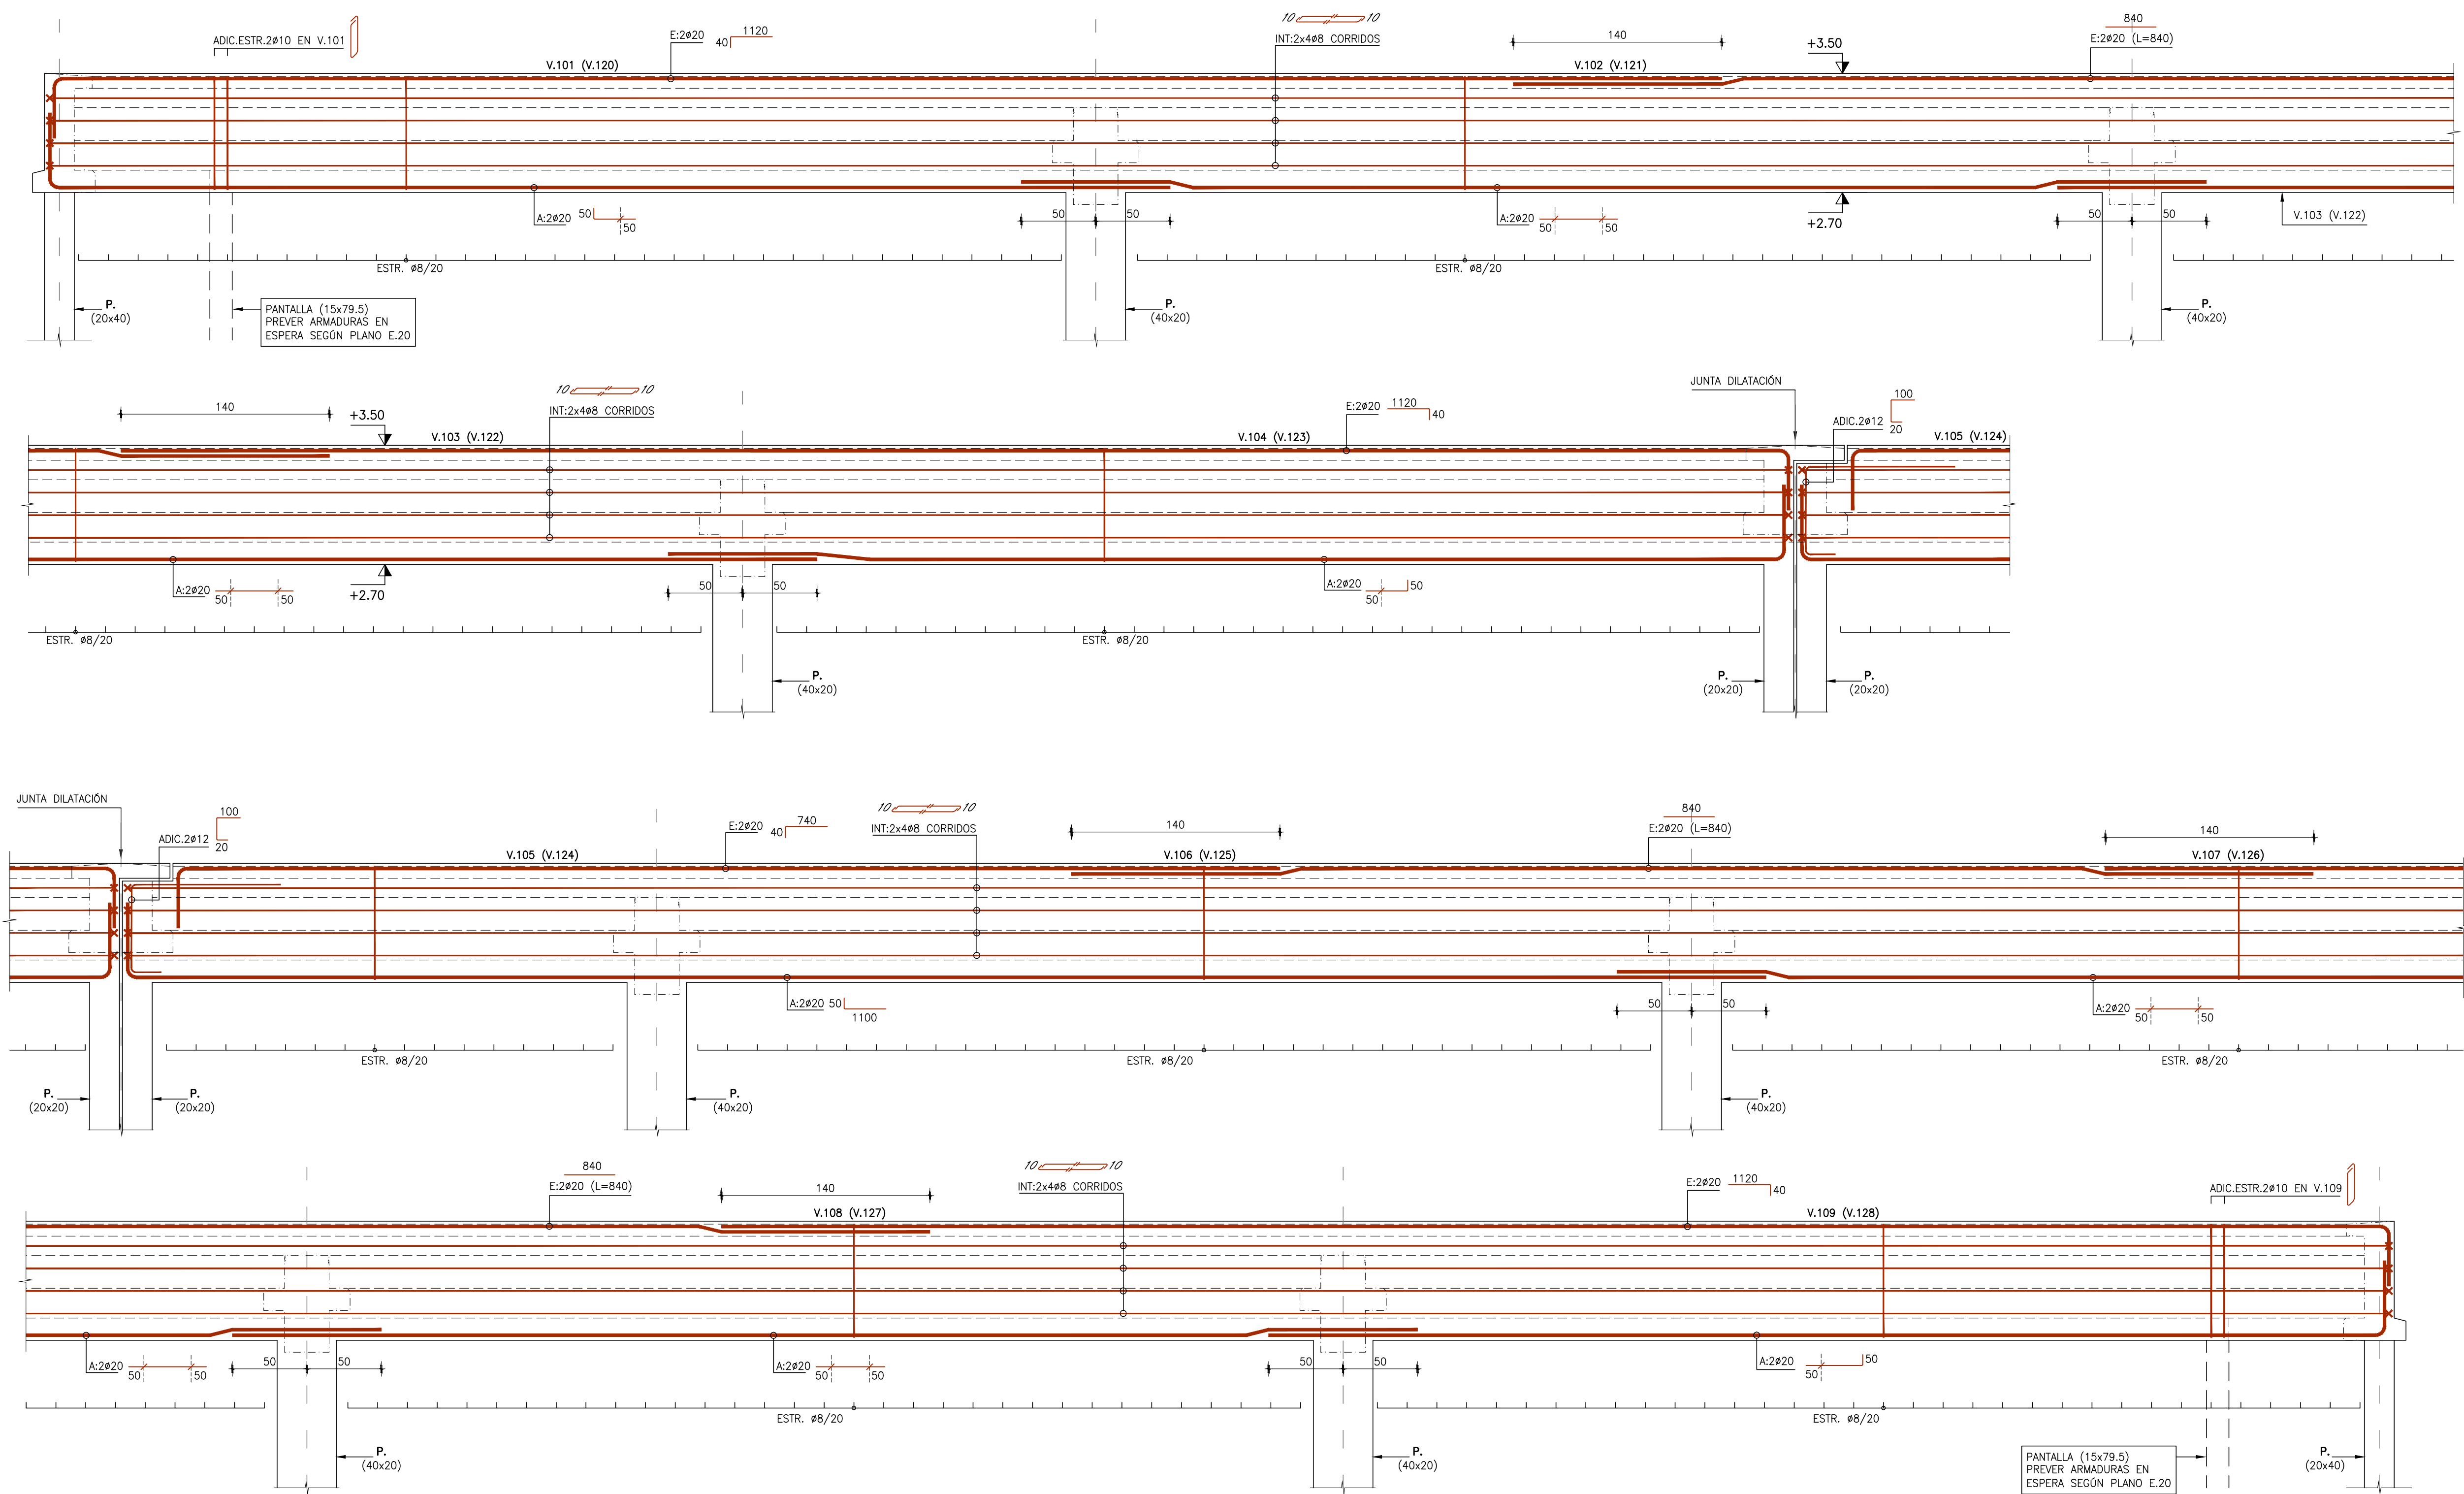 10 10
1120
840
ADIC.ESTR.2ø10 EN V.101
E:2ø20
40
INT:2x4ø8 CORRIDOS
140
+3.50
E:2ø20 (L=840)
V.101 (V.120)
V.102 (V.121)
A:2ø20
50
50
50
50
A:2ø20
50
50
+2.70
50
50
V.103 (V.122)
ESTR. ø8/20
ESTR. ø8/20
P.
(20x40)
PANTALLA (15x79.5)
PREVER ARMADURAS EN
ESPERA SEGÚN PLANO E.20
P.
(40x20)
P.
(40x20)
JUNTA DILATACIÓN
10 10
140
+3.50
INT:2x4ø8 CORRIDOS
E:2ø20
1120
40
100
ADIC.2ø12
20
V.103 (V.122)
V.104 (V.123)
V.105 (V.124)
A:2ø20
50
50
+2.70
50
50
A:2ø20
50
50
ESTR. ø8/20
ESTR. ø8/20
P.
(40x20)
P.
(20x20)
P.
(20x20)
JUNTA DILATACIÓN
100
ADIC.2ø12
20
E:2ø20
740
40
10 10
INT:2x4ø8 CORRIDOS
140
840
E:2ø20 (L=840)
140
V.105 (V.124)
V.106 (V.125)
V.107 (V.126)
A:2ø20
50
1100
50
50
A:2ø20
50
50
ESTR. ø8/20
ESTR. ø8/20
ESTR. ø8/20
P.
(20x20)
P.
(20x20)
P.
(40x20)
P.
(40x20)
840
E:2ø20 (L=840)
140
10 10
INT:2x4ø8 CORRIDOS
E:2ø20
1120
40
ADIC.ESTR.2ø10 EN V.109
V.108 (V.127)
V.109 (V.128)
A:2ø20
50
50
50
50
A:2ø20
50
50
50
50
A:2ø20
50
50
ESTR. ø8/20
ESTR. ø8/20
P.
(40x20)
P.
(40x20)
PANTALLA (15x79.5)
PREVER ARMADURAS EN
ESPERA SEGÚN PLANO E.20
P.
(20x40)